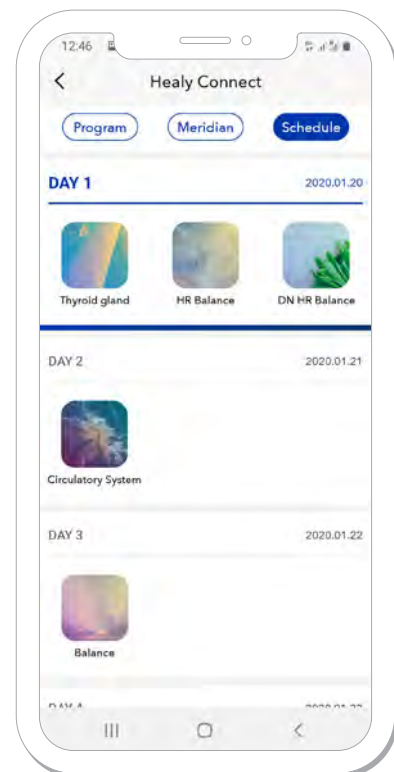 12:46
Healy Connect
Program Meridian Schedule
DAY 1 2020.01.20
Thyroid gland HR Balance DN HR Balance
DAY 2 2020.01.21
Circulatory System
DAY 3 2020.01.22
Balance